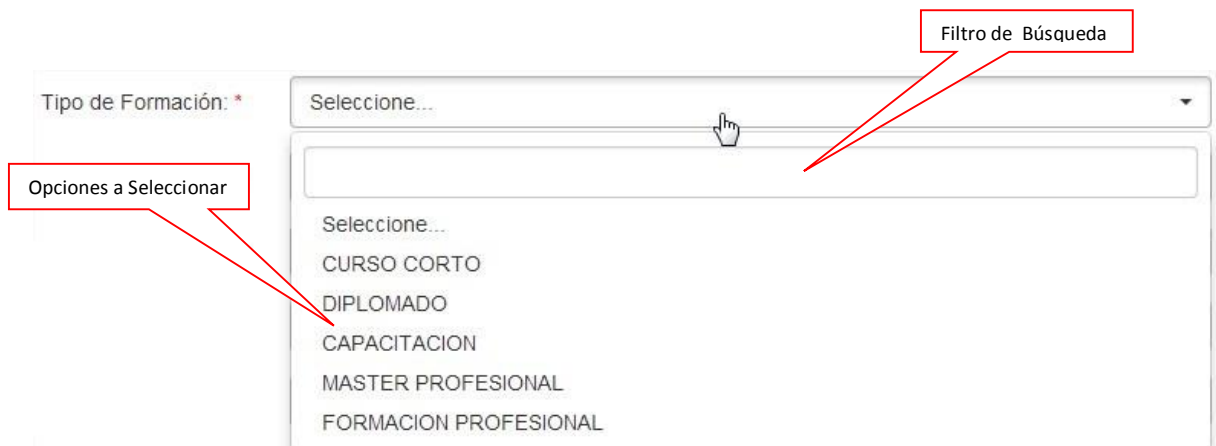 Filtro de Búsqueda
Tipo de Formación: *
Seleccione...
Opciones a Seleccionar
Seleccione...
CURSO CORTO
DIPLOMADO
CAPACITACION
MASTER PROFESIONAL
FORMACION PROFESIONAL